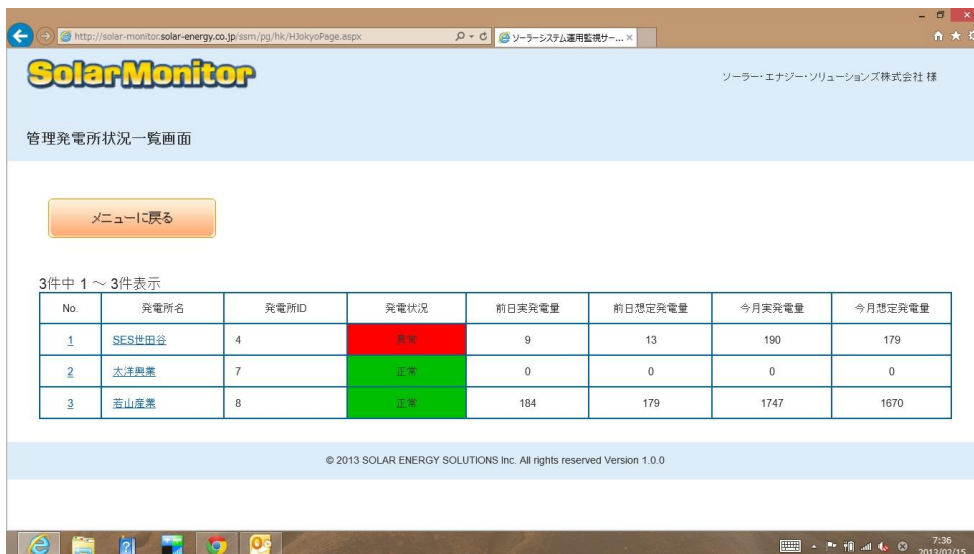 http://solar-monitor.solar-energy.co.jp/ssm/pg/hk/HJokyoPage.aspx
ソーラーシステム運用監視サー...
SolarMonitor
ソーラー・エナジー・ソリューションズ株式会社 様
管理発電所状況一覧画面
メニューに戻る
3件中 1 ～ 3件表示
No. 発電所名 発電所ID 発電状況 前日実発電量 前日想定発電量 今月実発電量 今月想定発電量
1 SES世田谷 4 異常 9 13 190 179
2 太洋興業 7 正常 0 0 0 0
3 若山産業 8 正常 184 179 1747 1670
© 2013 SOLAR ENERGY SOLUTIONS Inc. All rights reserved Version 1.0.0
7:36
2013/02/15